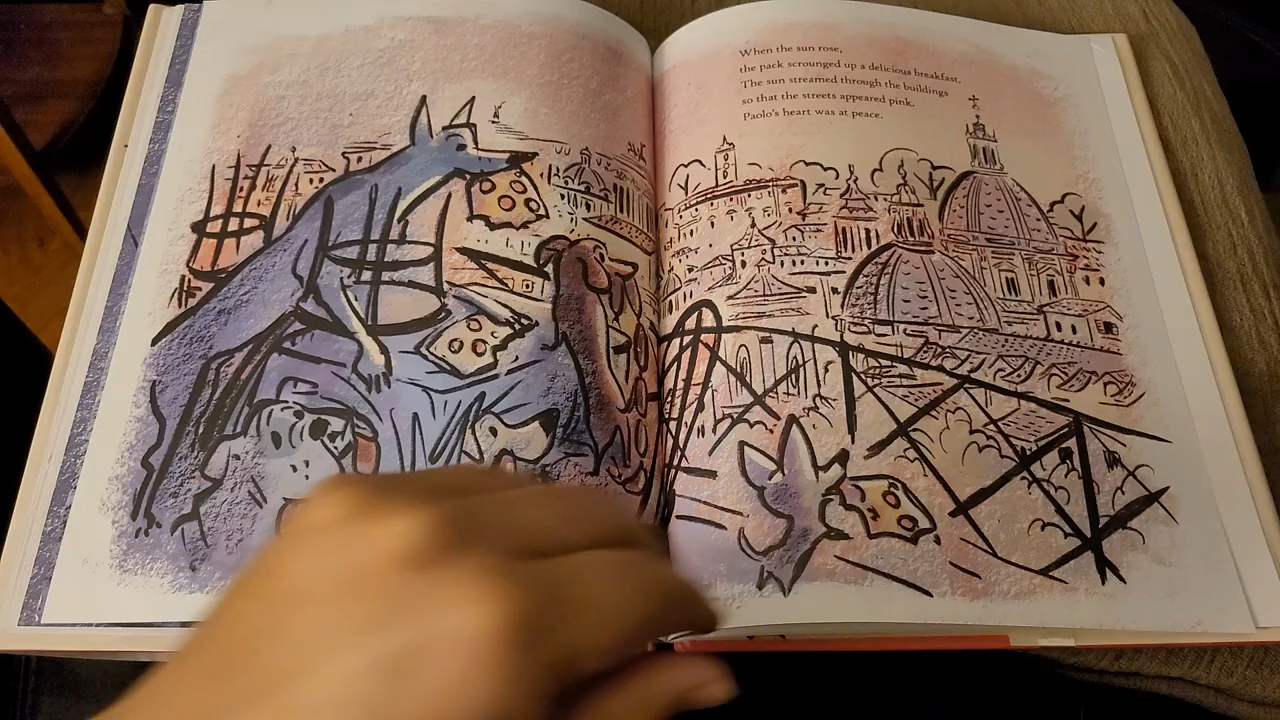 When the sun rose,
the pack scrounged up a delicious breakfast.
The sun streamed through the buildings
so that the streets appeared pink.
Paolo's heart was at peace.